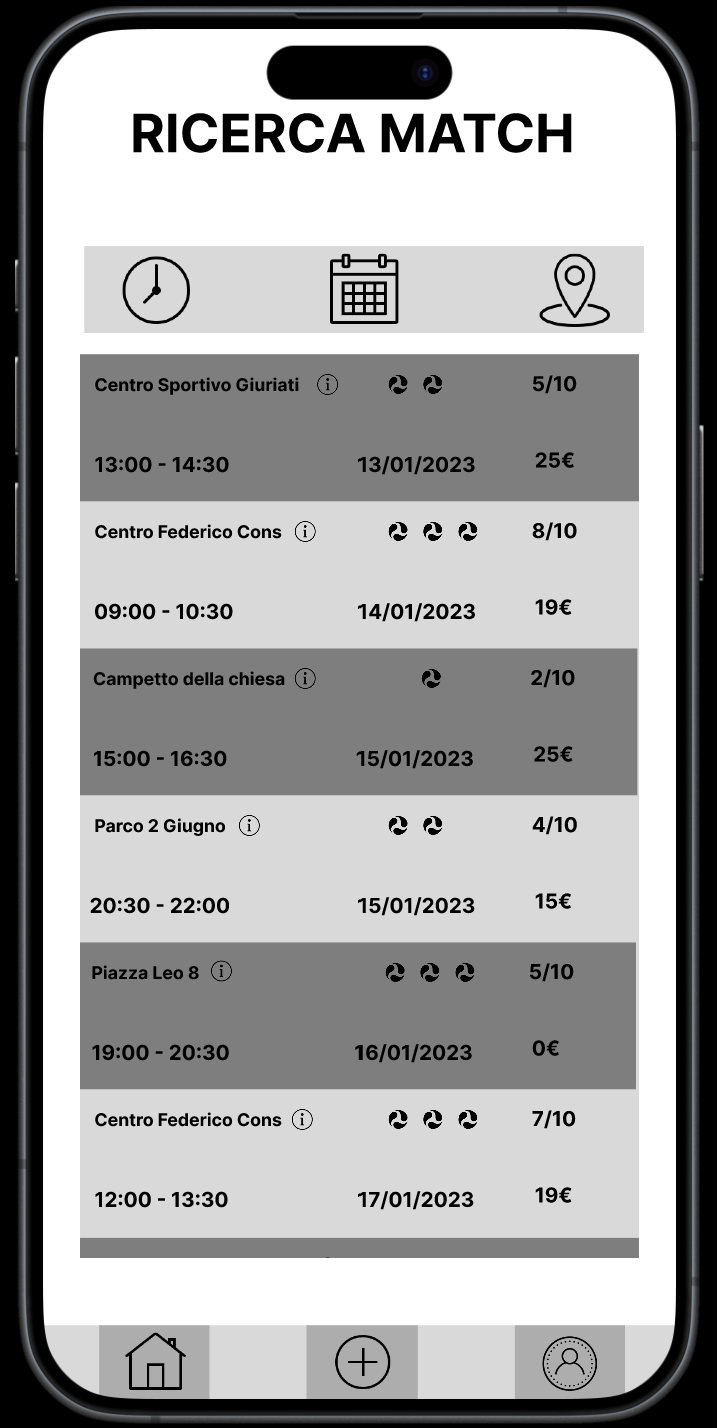 RICERCA MATCH
Centro Sportivo Giuriati 5/10
13:00 - 14:30 13/01/2023 25€
Centro Federico Cons 8/10
09:00 - 10:30 14/01/2023 19€
Campetto della chiesa 2/10
15:00 - 16:30 15/01/2023 25€
Parco 2 Giugno 4/10
20:30 - 22:00 15/01/2023 15€
Piazza Leo 8 5/10
19:00 - 20:30 16/01/2023 0€
Centro Federico Cons 7/10
12:00 - 13:30 17/01/2023 19€